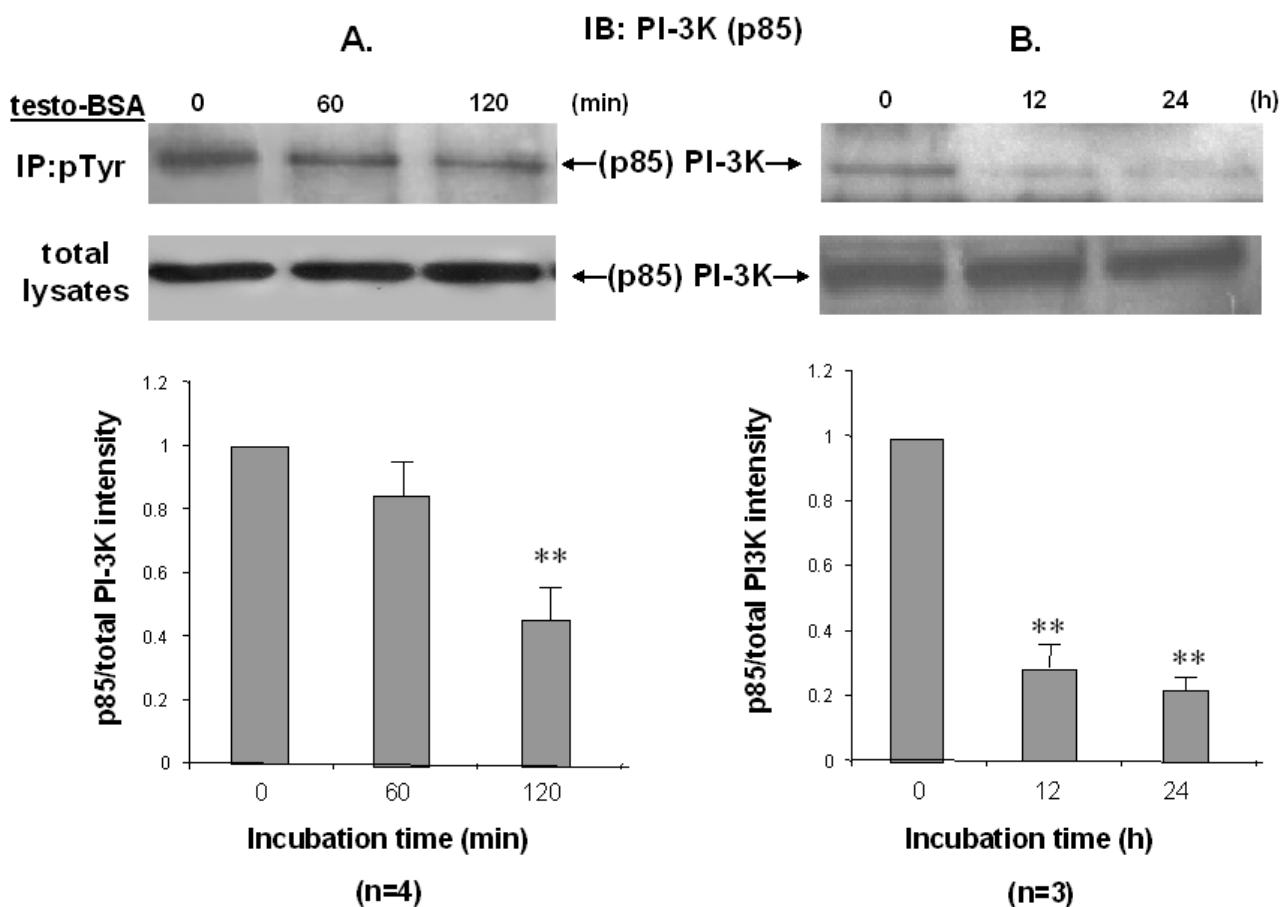 A. IB: PI-3K (p85) B.
testo-BSA 0 60 120 (min) 0 12 24 (h)
IP:pTyr (p85) PI-3K
total
lysates (p85) PI-3K
p85/total PI-3K intensity
1.2
1
0.8
0.6
0.4
0.2
0
**
0 60 120
Incubation time (min)
(n=4)
p85/total PI3K intensity
1.2
1
0.8
0.6
0.4
0.2
0
** **
0 12 24
Incubation time (h)
(n=3)